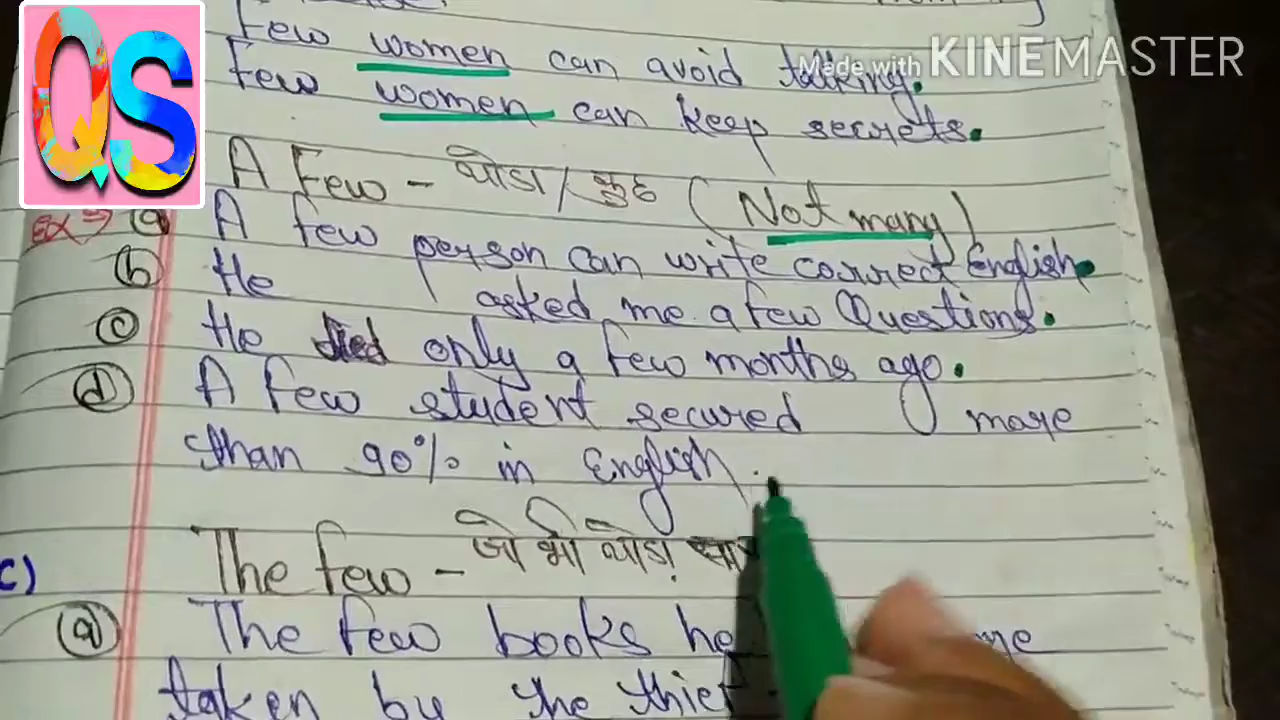 Few women can avoid talking.
Few women can keep secrets.
A Few - थोडा / कुछ (Not many)
Ex ⇒ (a) A few person can write correct English.
(b) He asked me a few Questions.
(c) He died only a few months ago.
(d) A few student secured more
than 90% in English.
C) The few - जो भी थोडा
(a) The few books he
taken by the thief
QS
Made with KINEMASTER